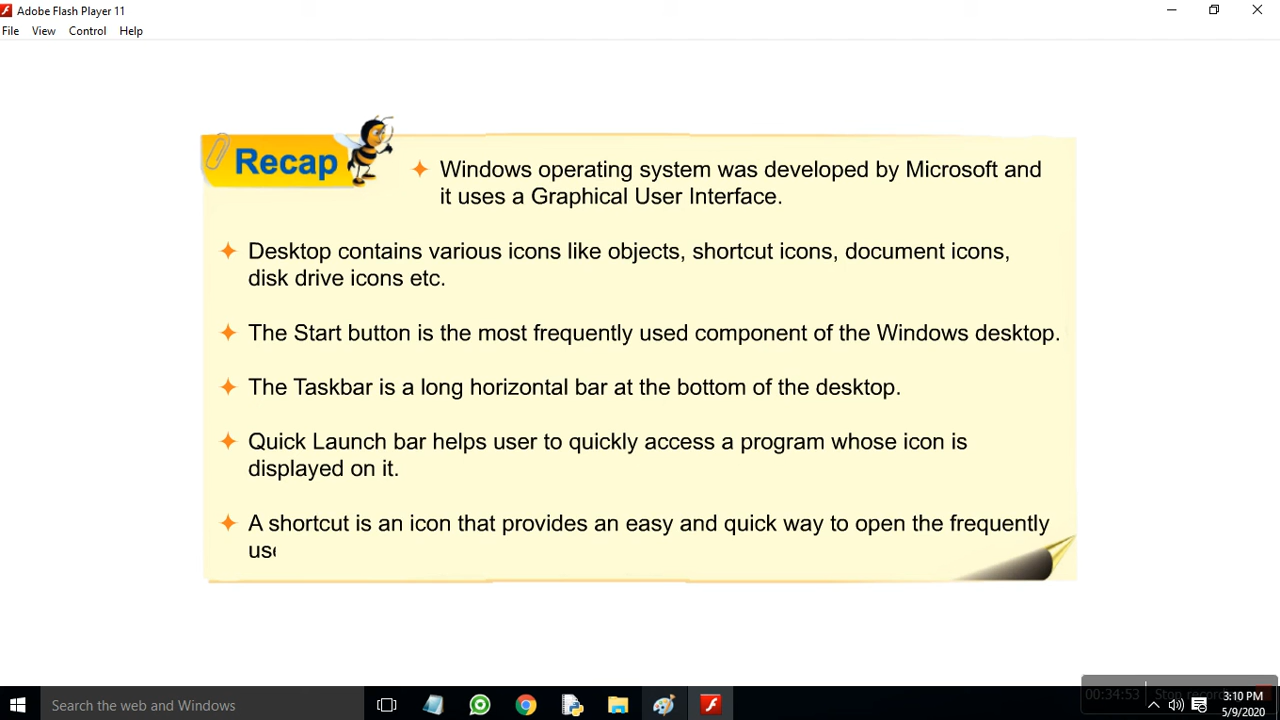 Adobe Flash Player 11
File View Control Help
Recap
Windows operating system was developed by Microsoft and
it uses a Graphical User Interface.
Desktop contains various icons like objects, shortcut icons, document icons,
disk drive icons etc.
The Start button is the most frequently used component of the Windows desktop.
The Taskbar is a long horizontal bar at the bottom of the desktop.
Quick Launch bar helps user to quickly access a program whose icon is
displayed on it.
A shortcut is an icon that provides an easy and quick way to open the frequently
00:34:53
Search the web and Windows
3:10 PM
5/9/2020